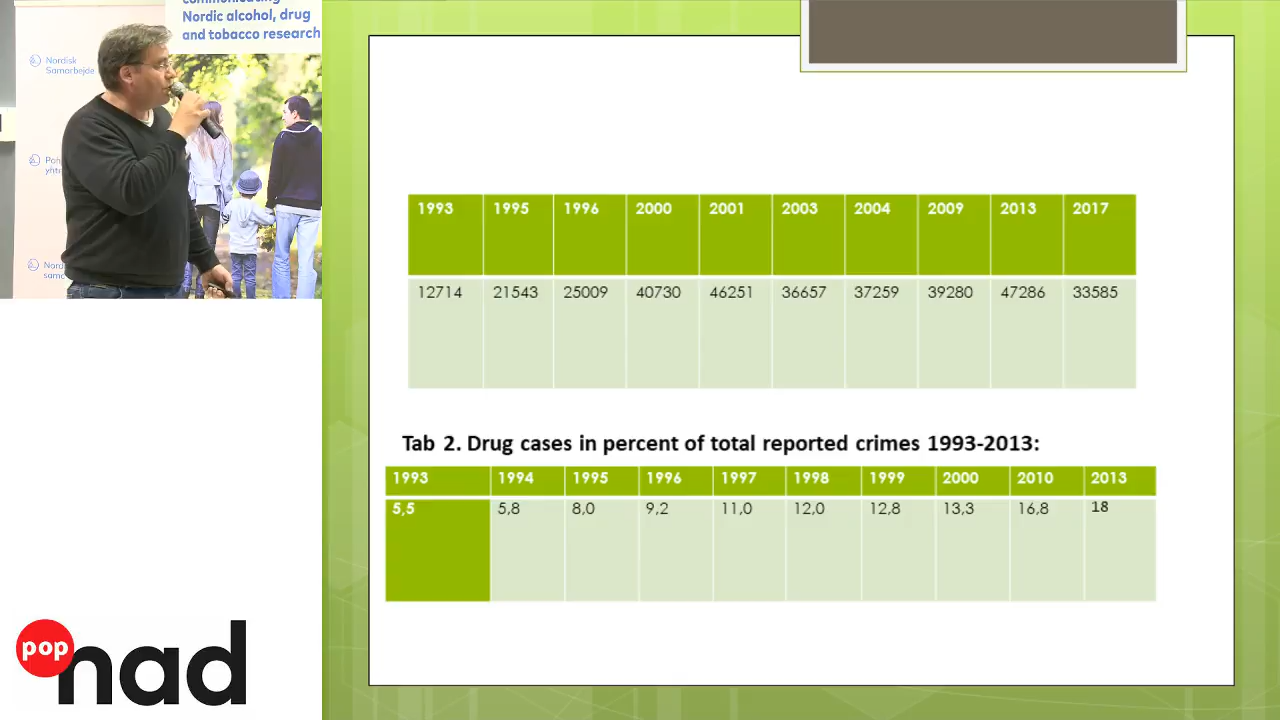 communicating
Nordic alcohol, drug
and tobacco research
Nordisk
Samarbejde
1993 1995 1996 2000 2001 2003 2004 2009 2013 2017
12714 21543 25009 40730 46251 36657 37259 39280 47286 33585
Tab 2. Drug cases in percent of total reported crimes 1993-2013:
1993 1994 1995 1996 1997 1998 1999 2000 2010 2013
5,5 5,8 8,0 9,2 11,0 12,0 12,8 13,3 16,8 18
pop
nad